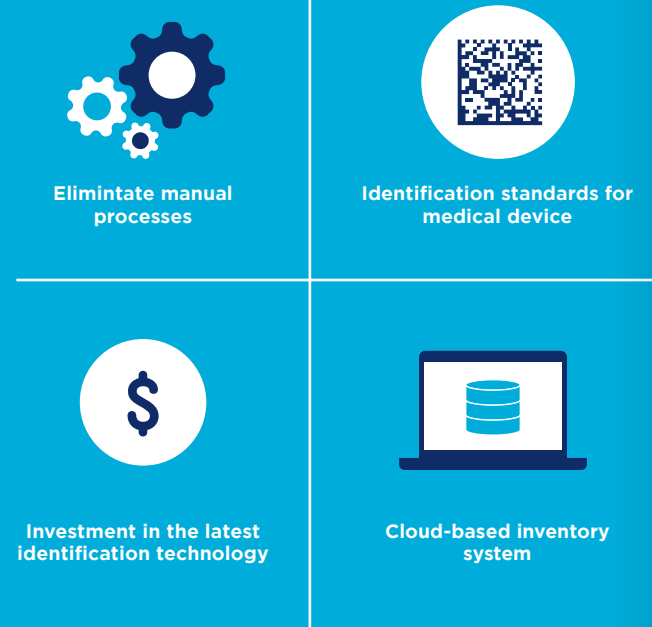 Elimintate manual
processes
Identification standards for
medical device
$
Investment in the latest
identification technology
Cloud-based inventory
system